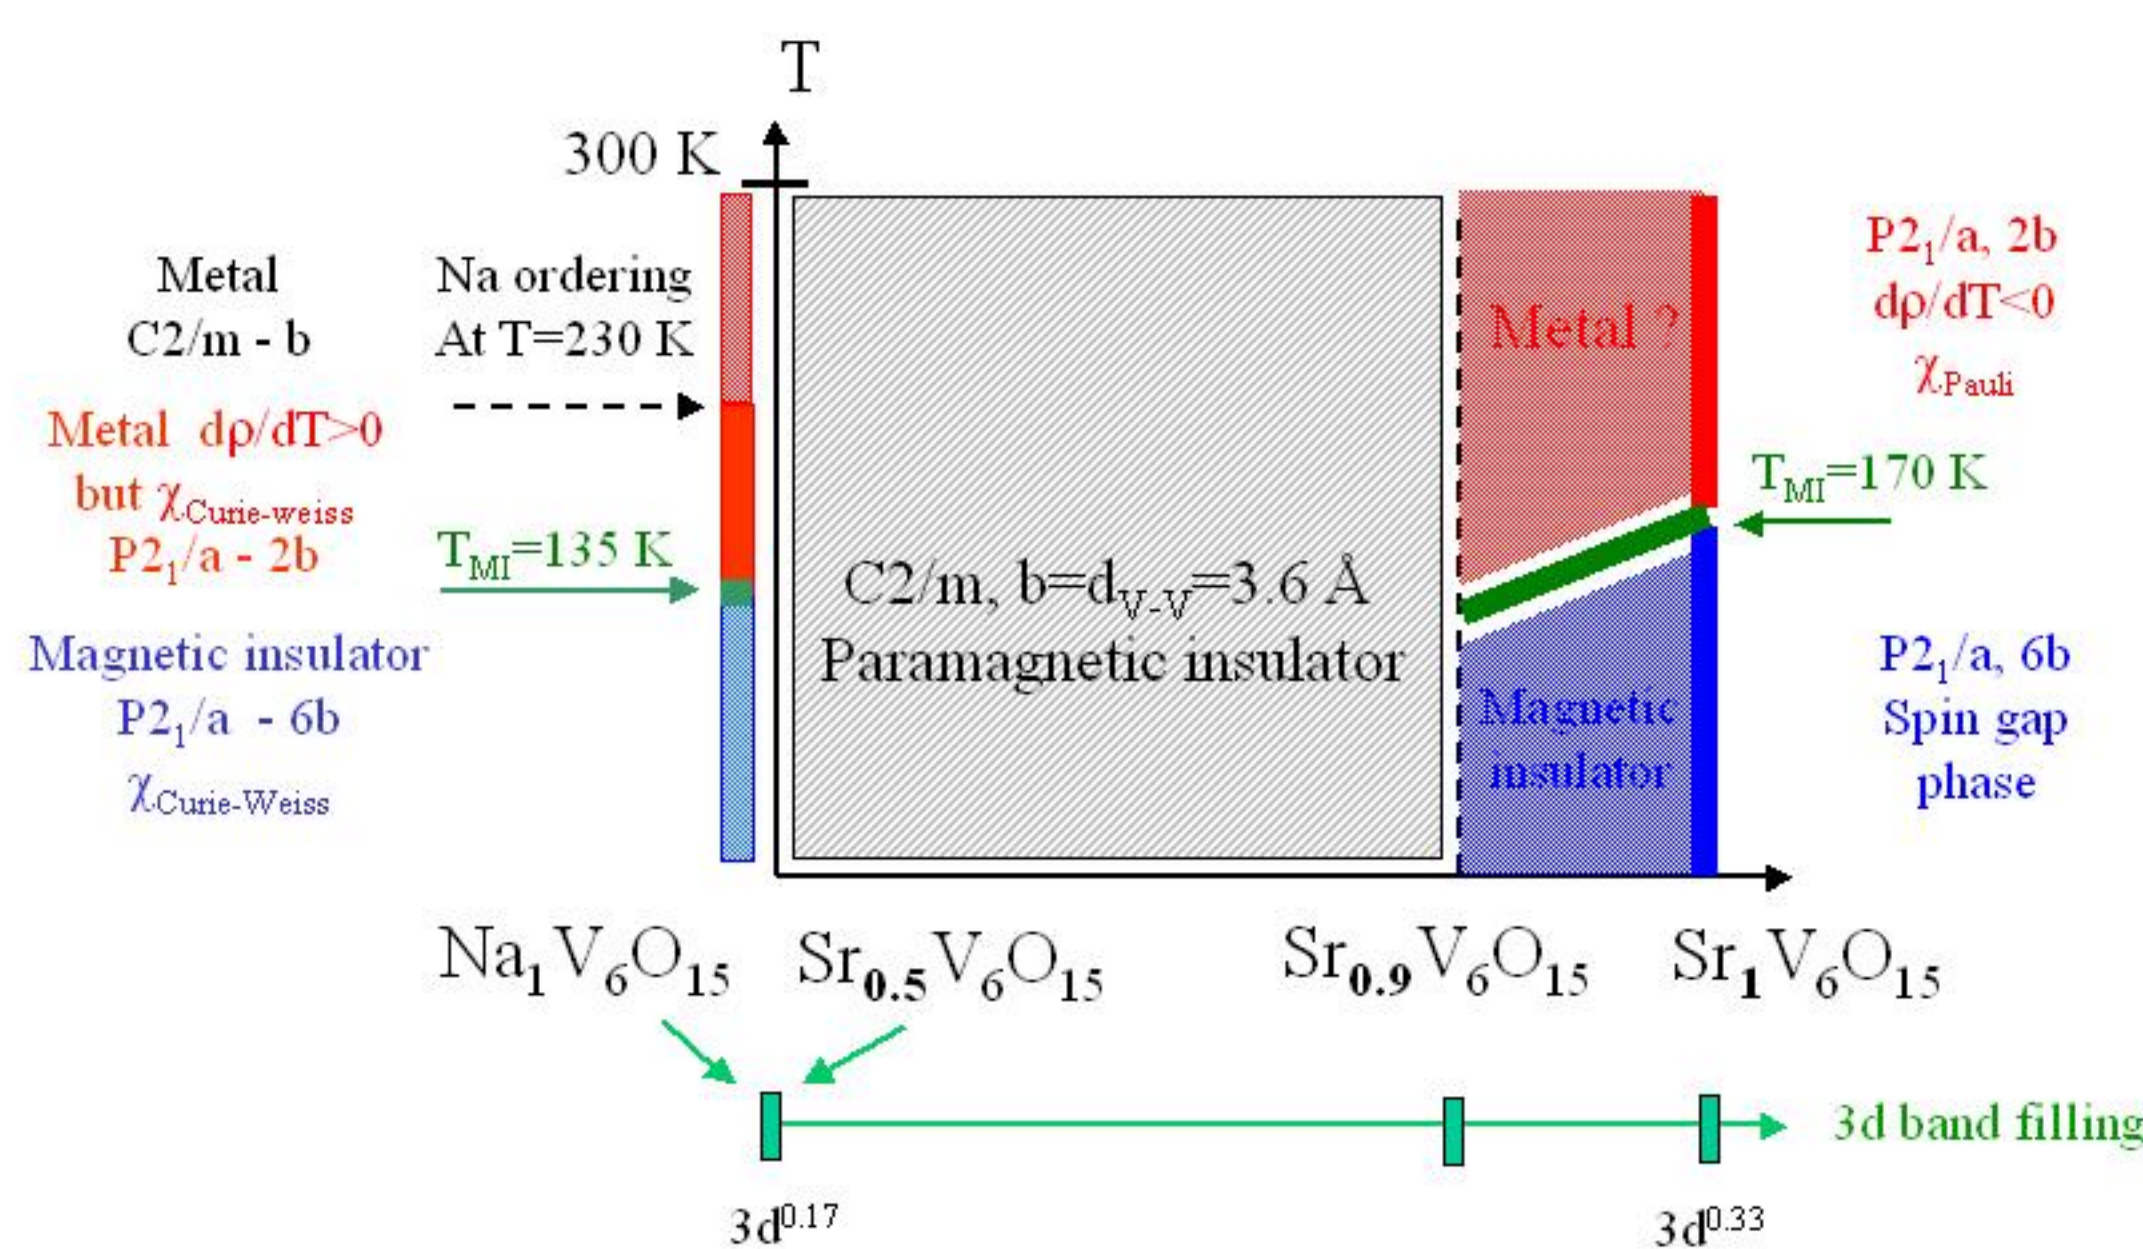 T
300 K
Metal
C2/m - b
Na ordering
At T=230 K
Metal dρ/dT>0
but χCurie-weiss
P2₁/a - 2b
TMI=135 K
Magnetic insulator
P2₁/a - 6b
χCurie-Weiss
C2/m, b=dV-V=3.6 Å
Paramagnetic insulator
Metal ?
Magnetic
insulator
P2₁/a, 2b
dρ/dT<0
χPauli
TMI=170 K
P2₁/a, 6b
Spin gap
phase
Na₁V₆O₁₅
Sr₀.₅V₆O₁₅
Sr₀.₉V₆O₁₅
Sr₁V₆O₁₅
3d band filling
3d⁰·¹⁷
3d⁰·³³